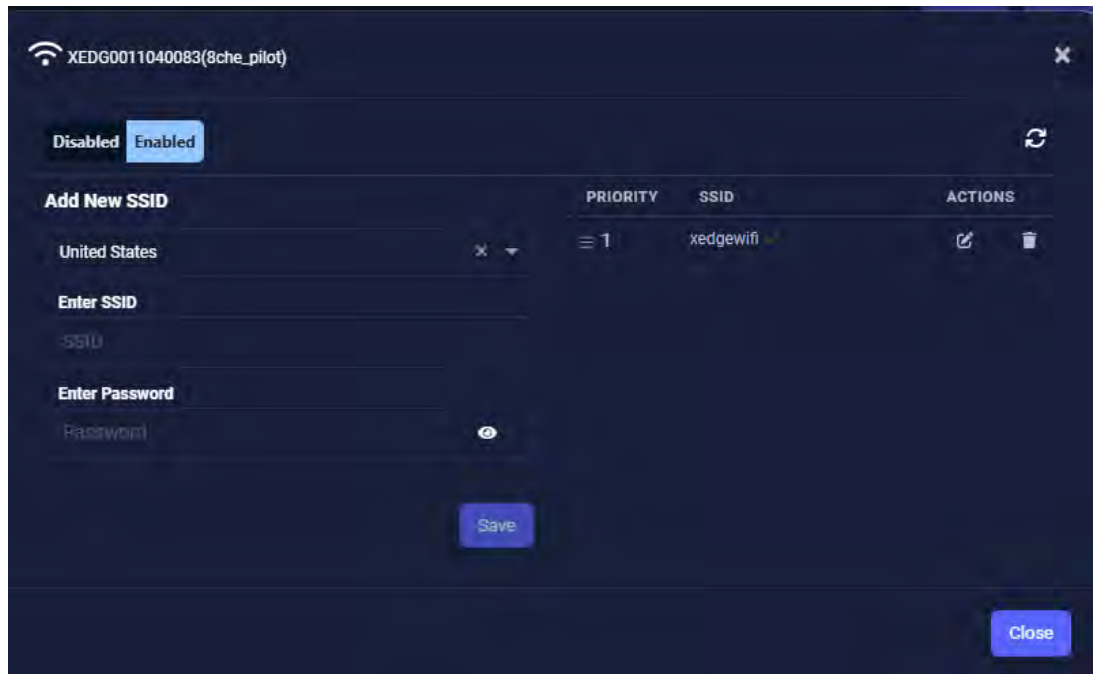 XEDG0011040083(8che_pilot)
Disabled Enabled
Add New SSID
United States
Enter SSID
SSID
Enter Password
Password
Save
PRIORITY SSID ACTIONS
1 xedgewifi
Close